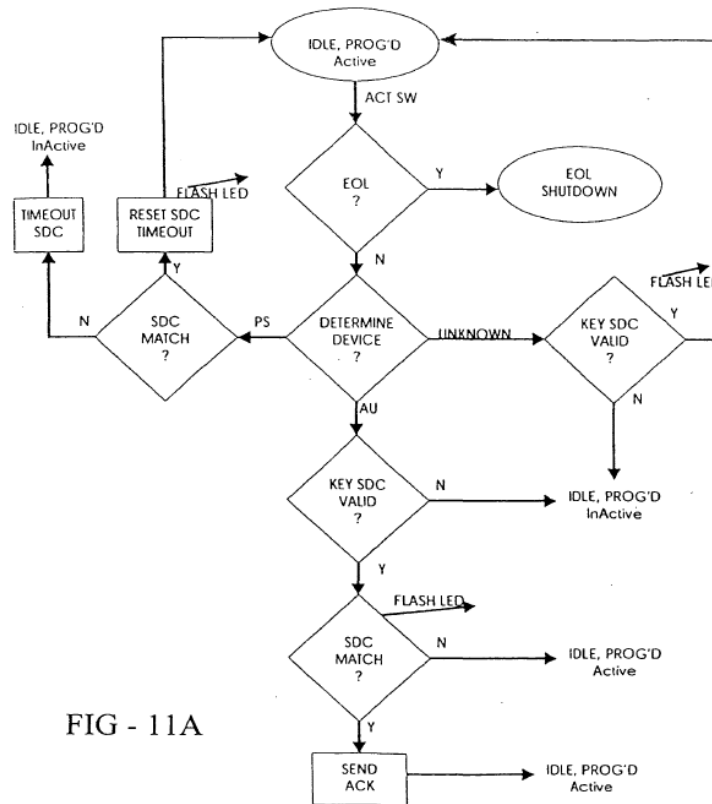 IDLE, PROG'D
Active
ACT SW
IDLE, PROG'D
InActive
EOL
?
Y
EOL
SHUTDOWN
FLASH LED
TIMEOUT
SDC
RESET SDC
TIMEOUT
N
Y
FLASH LED
N
SDC
MATCH
?
PS
DETERMINE
DEVICE
?
UNKNOWN
KEY SDC
VALID
?
Y
AU
N
KEY SDC
VALID
?
N
IDLE, PROG'D
InActive
Y
FLASH LED
SDC
MATCH
?
N
IDLE, PROG'D
Active
Y
FIG - 11A
SEND
ACK
IDLE, PROG'D
Active